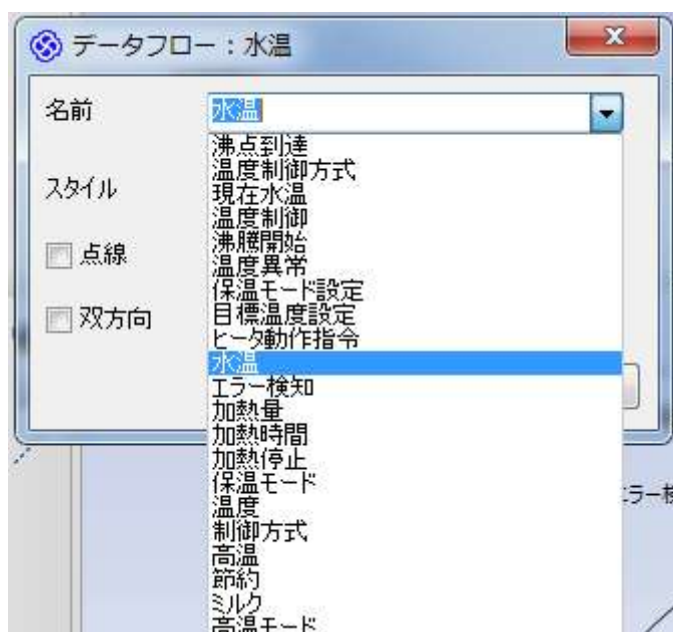 データフロー：水温
名前
水温
沸点到達
温度制御方式
現在水温
スタイル
温度制御
沸騰開始
点線
温度異常
保温モード設定
双方向
目標温度設定
ヒータ動作指令
水温
エラー検知
加熱量
加熱時間
加熱停止
保温モード
温度
制御方式
高温
節約
ミルク
高温モード